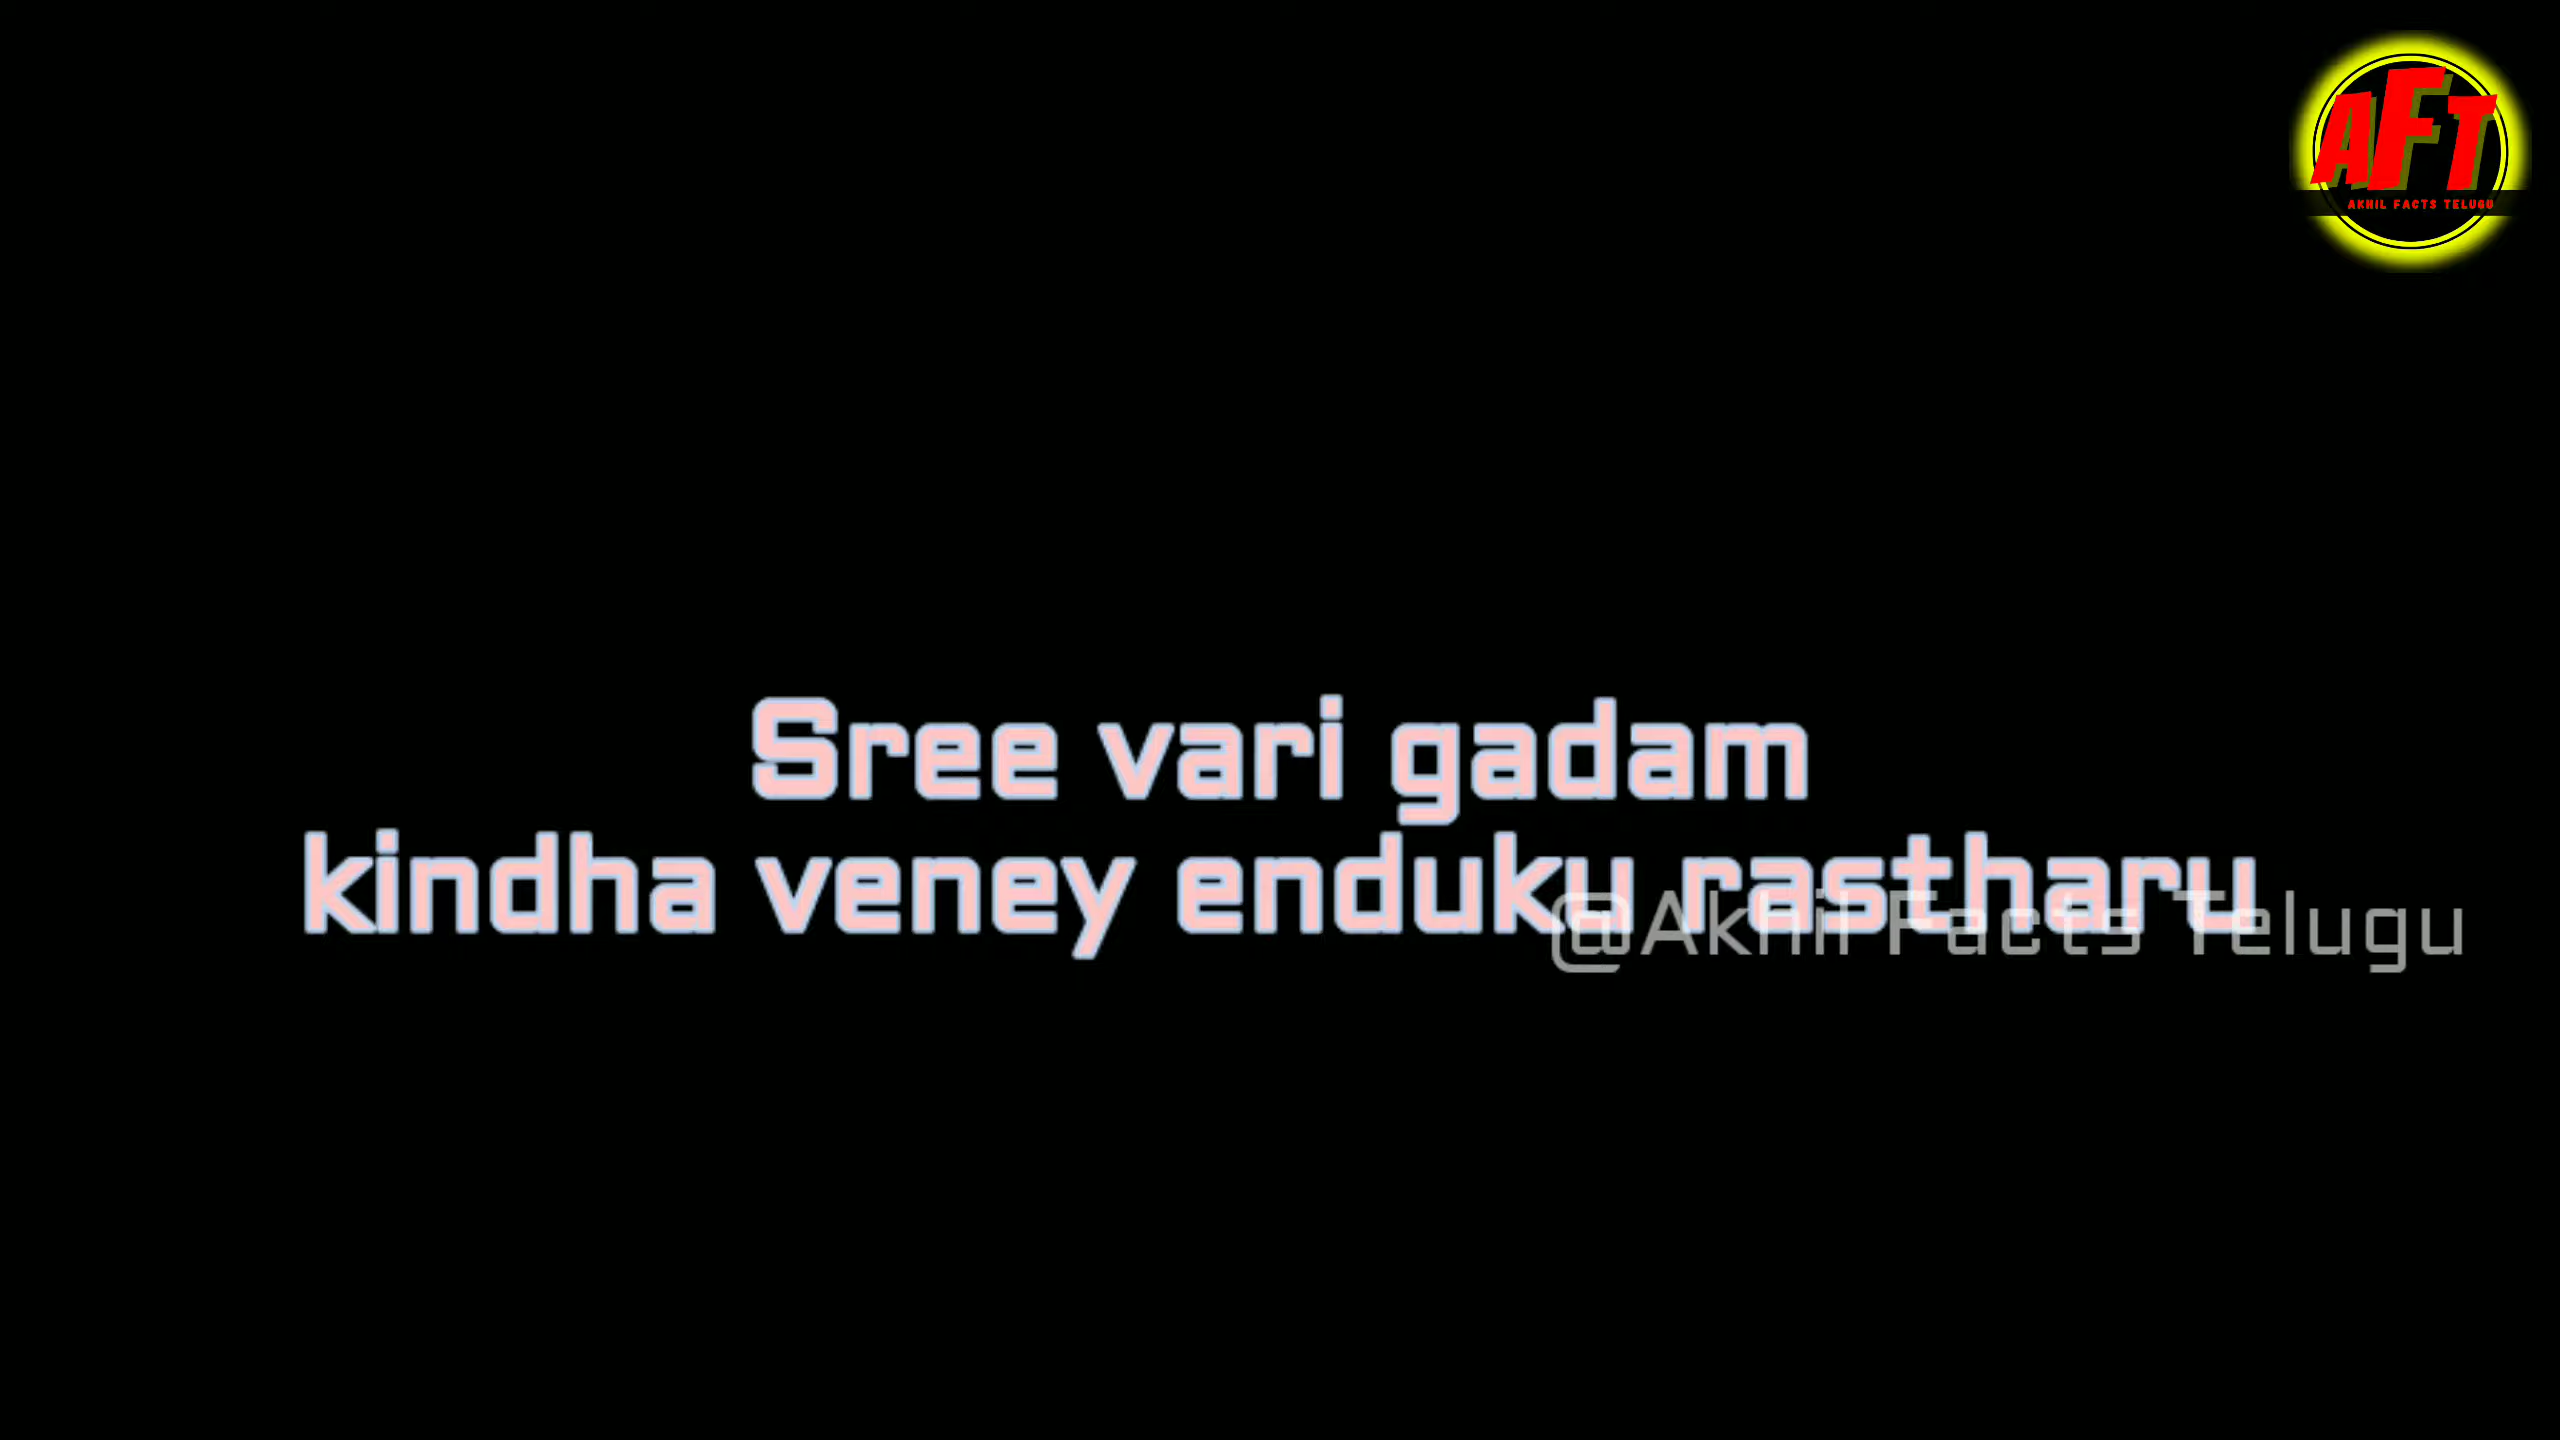 AFT
AKHIL FACTS TELUGU
Sree vari gadam
kindha veney enduku rastharu
@Akhil Facts Telugu